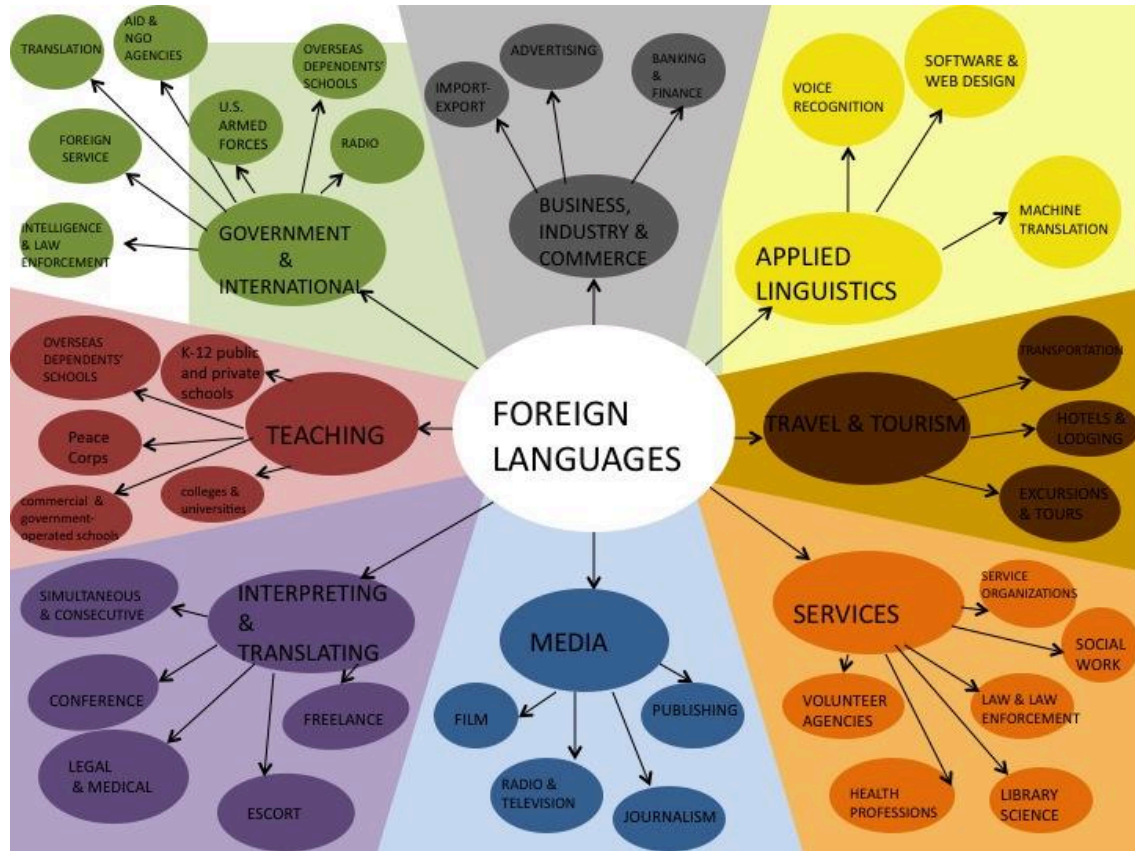 FOREIGN
LANGUAGES
GOVERNMENT
&
INTERNATIONAL
TRANSLATION
AID &
NGO
AGENCIES
OVERSEAS
DEPENDENTS'
SCHOOLS
U.S.
ARMED
FORCES
RADIO
FOREIGN
SERVICE
INTELLIGENCE
& LAW
ENFORCEMENT
BUSINESS,
INDUSTRY &
COMMERCE
IMPORT-
EXPORT
ADVERTISING
BANKING
&
FINANCE
APPLIED
LINGUISTICS
VOICE
RECOGNITION
SOFTWARE &
WEB DESIGN
MACHINE
TRANSLATION
TRAVEL & TOURISM
TRANSPORTATION
HOTELS &
LODGING
EXCURSIONS
& TOURS
SERVICES
SERVICE
ORGANIZATIONS
SOCIAL
WORK
LAW & LAW
ENFORCEMENT
LIBRARY
SCIENCE
HEALTH
PROFESSIONS
VOLUNTEER
AGENCIES
MEDIA
FILM
RADIO &
TELEVISION
JOURNALISM
PUBLISHING
INTERPRETING
&
TRANSLATING
SIMULTANEOUS
& CONSECUTIVE
CONFERENCE
LEGAL
& MEDICAL
ESCORT
FREELANCE
TEACHING
OVERSEAS
DEPENDENTS'
SCHOOLS
K-12 public
and private
schools
Peace
Corps
commercial &
government-
operated schools
colleges &
universities